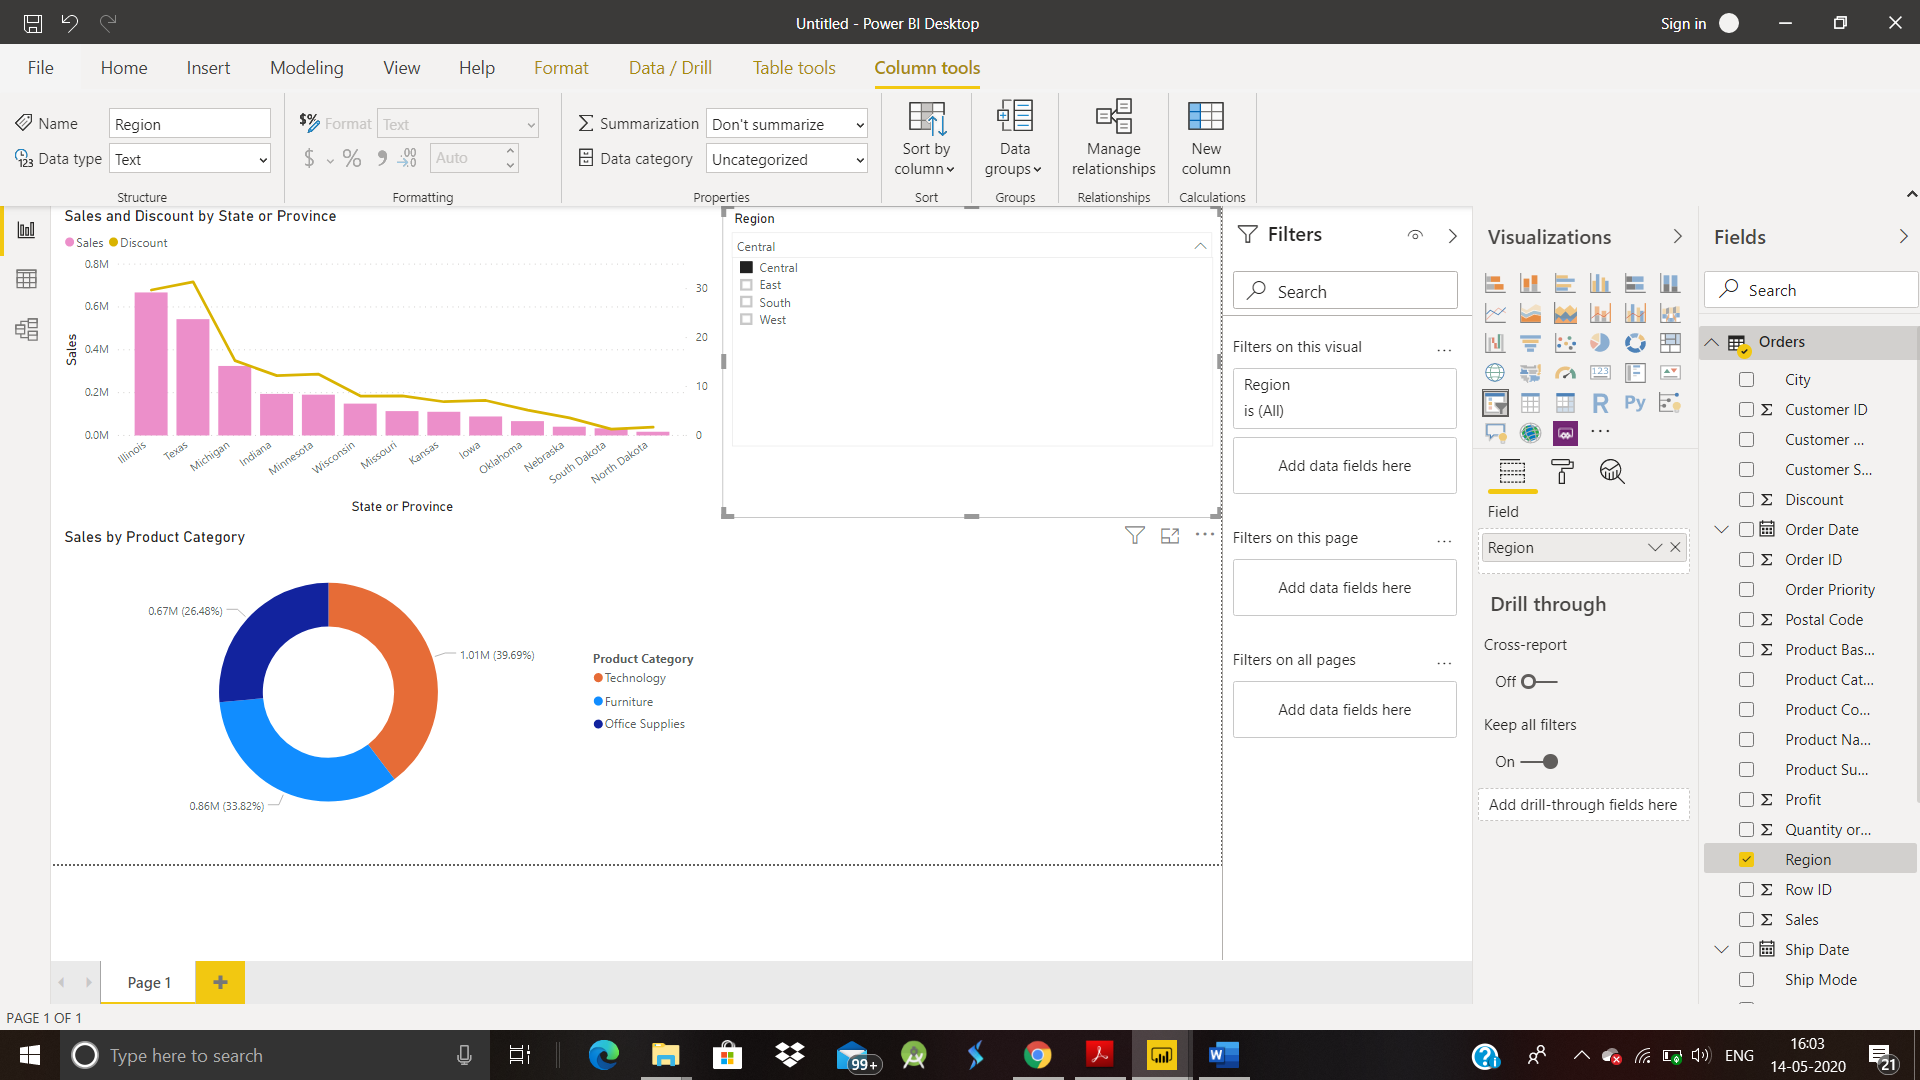 Untitled - Power BI Desktop
Sign in
File Home Insert Modeling View Help Format Data / Drill Table tools Column tools
Name Region
Data type Text
Structure
$% Format Text
$ % 9 .00 Auto
Formatting
Summarization Don't summarize
Data category Uncategorized
Properties
Sort by
column
Sort
Data
groups
Groups
Manage
relationships
Relationships
New
column
Calculations
Sales and Discount by State or Province
Sales Discount
0.8M
0.6M
0.4M
0.2M
0.0M
Sales
30
20
10
0
Illinois
Texas
Michigan
Indiana
Minnesota
Wisconsin
Missouri
Kansas
Iowa
Oklahoma
Nebraska
South Dakota
North Dakota
State or Province
Region
Central
Central
East
South
West
Sales by Product Category
0.67M (26.48%)
1.01M (39.69%)
0.86M (33.82%)
Product Category
Technology
Furniture
Office Supplies
Filters
Search
Filters on this visual ...
Region
is (All)
Add data fields here
Filters on this page ...
Add data fields here
Filters on all pages ...
Add data fields here
Visualizations
123
R Py
...
Field
Region
Drill through
Cross-report
Off
Keep all filters
On
Add drill-through fields here
Fields
Search
Orders
City
Σ Customer ID
Customer ...
Customer S...
Σ Discount
Order Date
Σ Order ID
Order Priority
Σ Postal Code
Σ Product Bas...
Product Cat...
Product Co...
Product Na...
Product Su...
Σ Profit
Σ Quantity or...
Region
Σ Row ID
Σ Sales
Ship Date
Ship Mode
Page 1
PAGE 1 OF 1
Type here to search
99+
ENG
16:03
14-05-2020
21